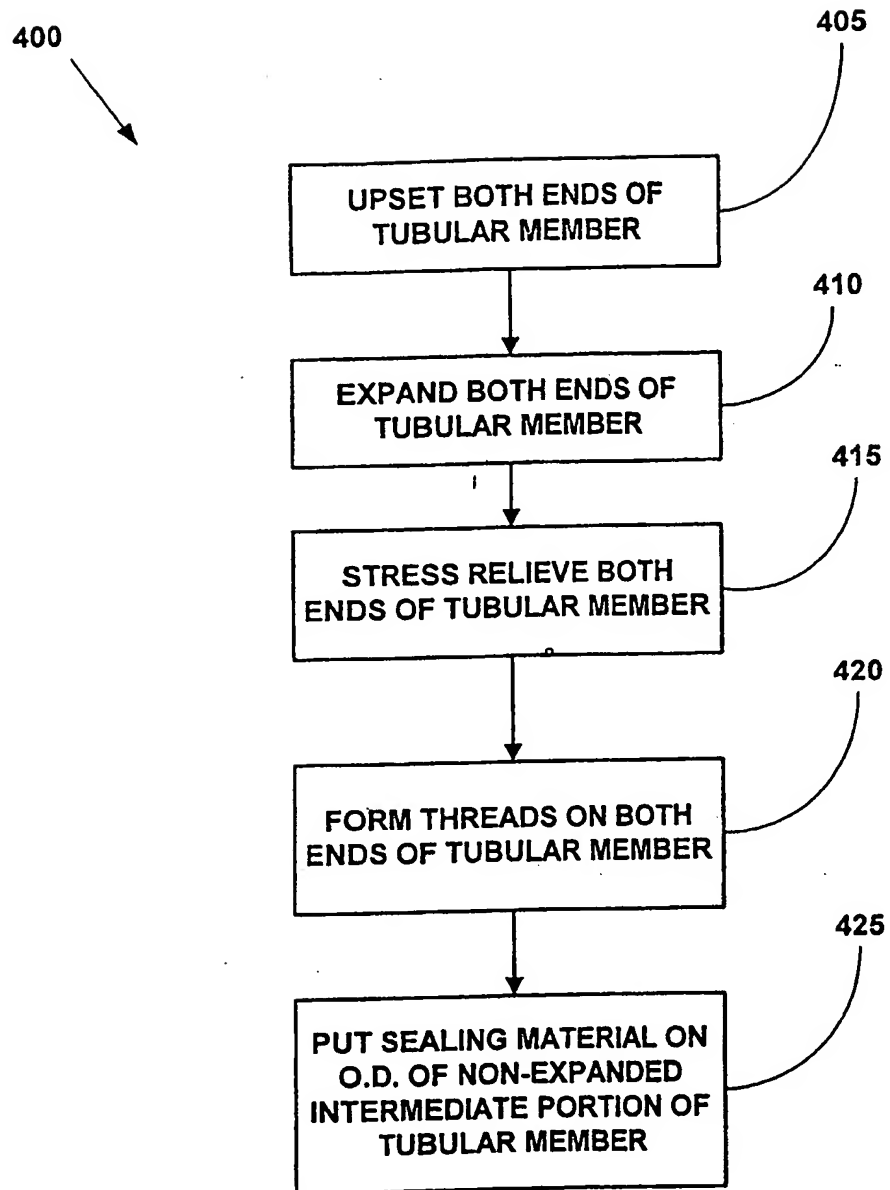 400
405
UPSET BOTH ENDS OF
TUBULAR MEMBER
410
EXPAND BOTH ENDS OF
TUBULAR MEMBER
415
STRESS RELIEVE BOTH
ENDS OF TUBULAR MEMBER
420
FORM THREADS ON BOTH
ENDS OF TUBULAR MEMBER
425
PUT SEALING MATERIAL ON
O.D. OF NON-EXPANDED
INTERMEDIATE PORTION OF
TUBULAR MEMBER